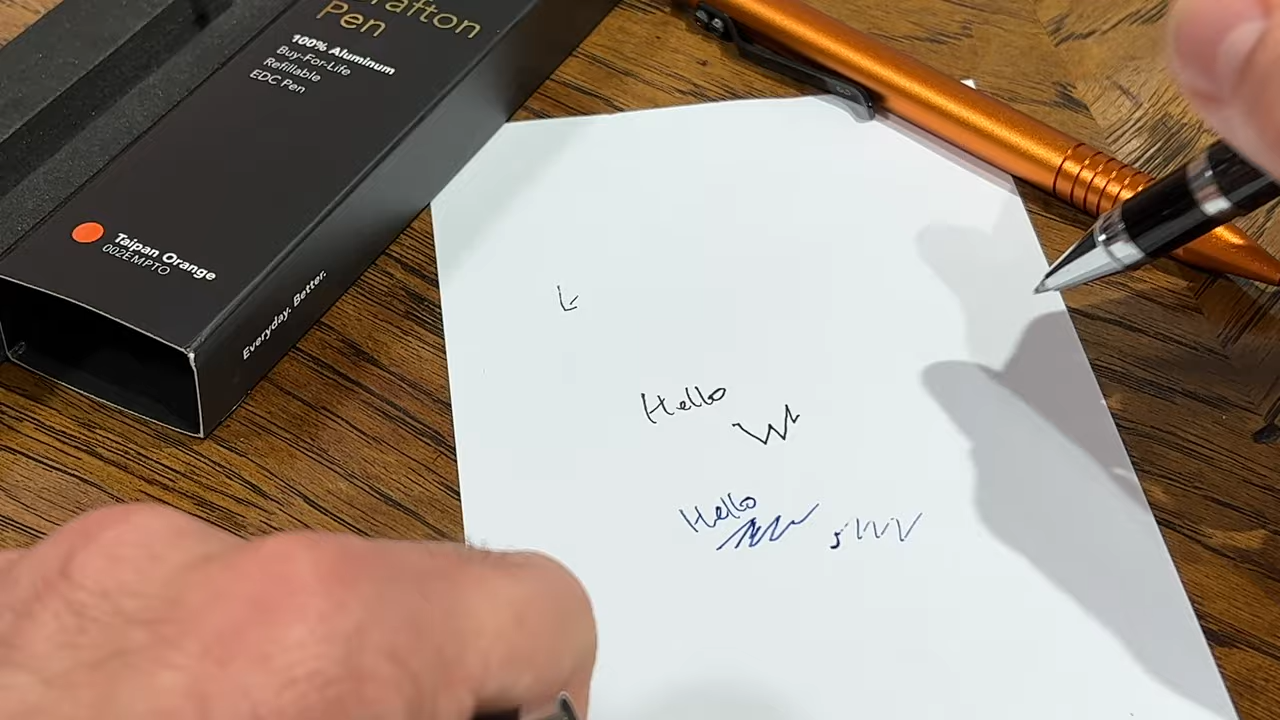 Grafton
Pen
100% Aluminum
Buy-For-Life
Refillable
EDC Pen
Taipan Orange
002EMPTO
Everyday. Better.
Hello
Hello